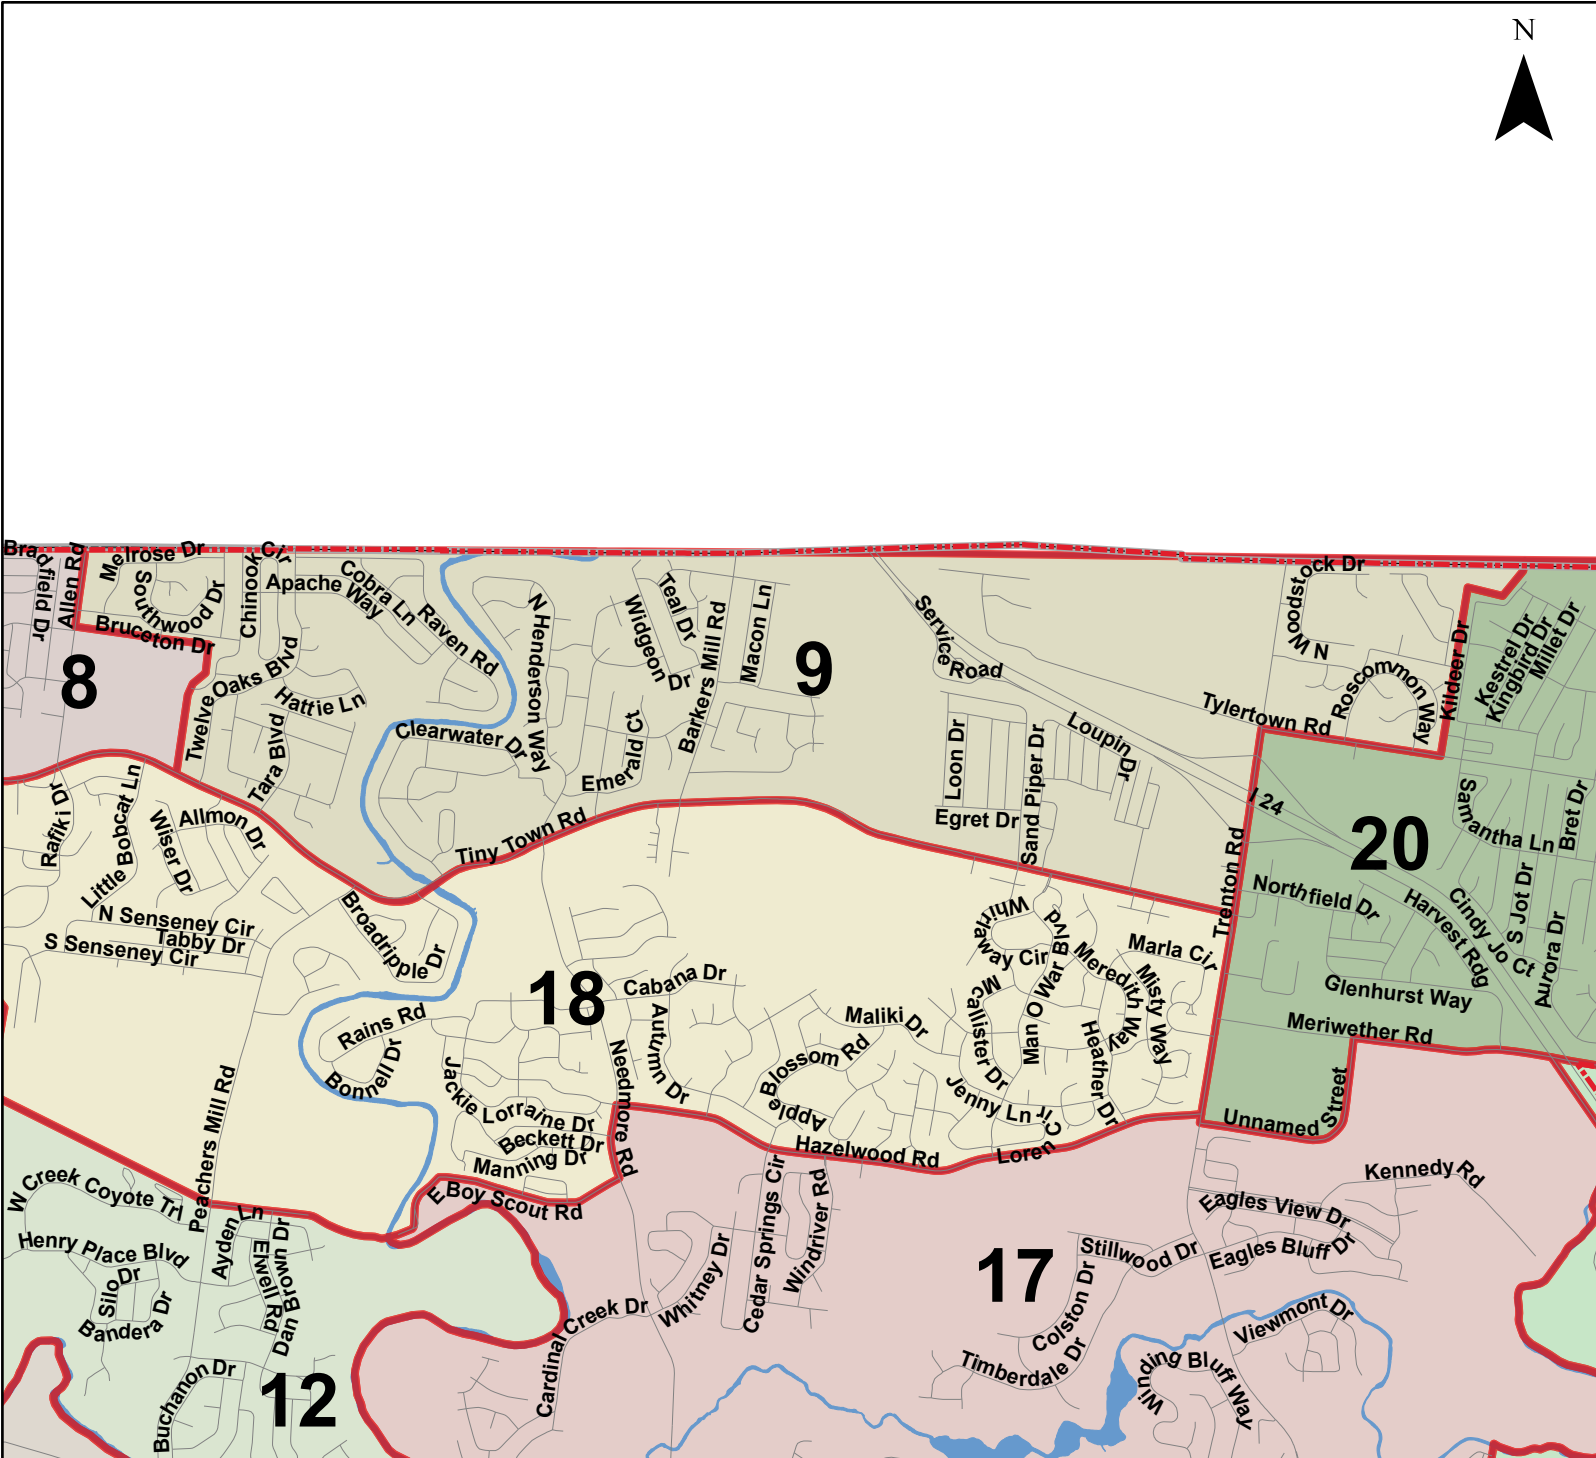 N
Bradfield Dr
Allen Rd
Melrose Dr
Southwood Dr
Bruceton Dr
Chinook Cir
Apache Way
Cobra Ln
Raven Rd
N Henderson Way
Teal Dr
Widgeon Dr
Barkers Mill Rd
Macon Ln
9
Service Road
N Woodstock Dr
Roscommon Way
Kildeer Dr
Kestrel Dr
Kingbird Dr
Millet Dr
8
Twelve Oaks Blvd
Hattie Ln
Tara Blvd
Clearwater Dr
Emerald Ct
Tylertown Rd
Loon Dr
Sand Piper Dr
Loupin Dr
Egret Dr
Tiny Town Rd
I 24
Trenton Rd
20
Samantha Ln
Bret Dr
Rafiki Dr
Little Bobcat Ln
Wiser Dr
Allmon Dr
N Senseney Cir
Tabby Dr
S Senseney Cir
Broadripple Dr
Northfield Dr
Harvest Rdg
Cindy Jo Ct
S Jot Dr
Aurora Dr
Glenhurst Way
Meriwether Rd
Whirlaway Cir
Man O War Blvd
Meredith Way
Marla Cir
Misty Way
Mcallister Dr
Heather Dr
18
Cabana Dr
Autumn Dr
Needmore Rd
Maliki Dr
Apple Blossom Rd
Jenny Ln
Loren Cir
Rains Rd
Bonnell Dr
Jackie Lorraine Dr
Beckett Dr
Manning Dr
Peachers Mill Rd
Hazelwood Rd
Unnamed Street
E Boy Scout Rd
W Creek Coyote Trl
Ayden Ln
Henry Place Blvd
Silo Dr
Bandera Dr
Elwell Rd
Dan Brown Dr
Buchanon Dr
12
Cardinal Creek Dr
Whitney Dr
Cedar Springs Cir
Windriver Rd
17
Kennedy Rd
Eagles View Dr
Eagles Bluff Dr
Stillwood Dr
Colston Dr
Timberdale Dr
Viewmont Dr
Winding Bluff Way